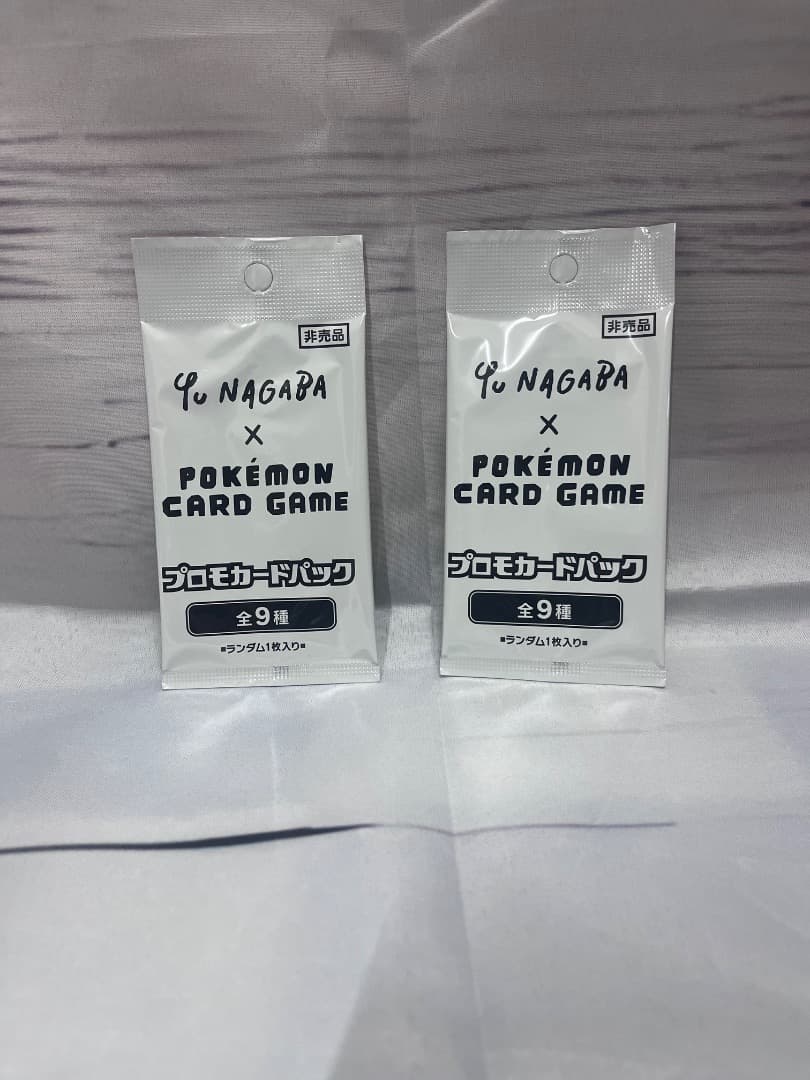 非売品
Yu NAGABA
×
POKÉMON
CARD GAME
プロモカードパック
全9種
■ランダム1枚入り■
非売品
Yu NAGABA
×
POKÉMON
CARD GAME
プロモカードパック
全9種
■ランダム1枚入り■